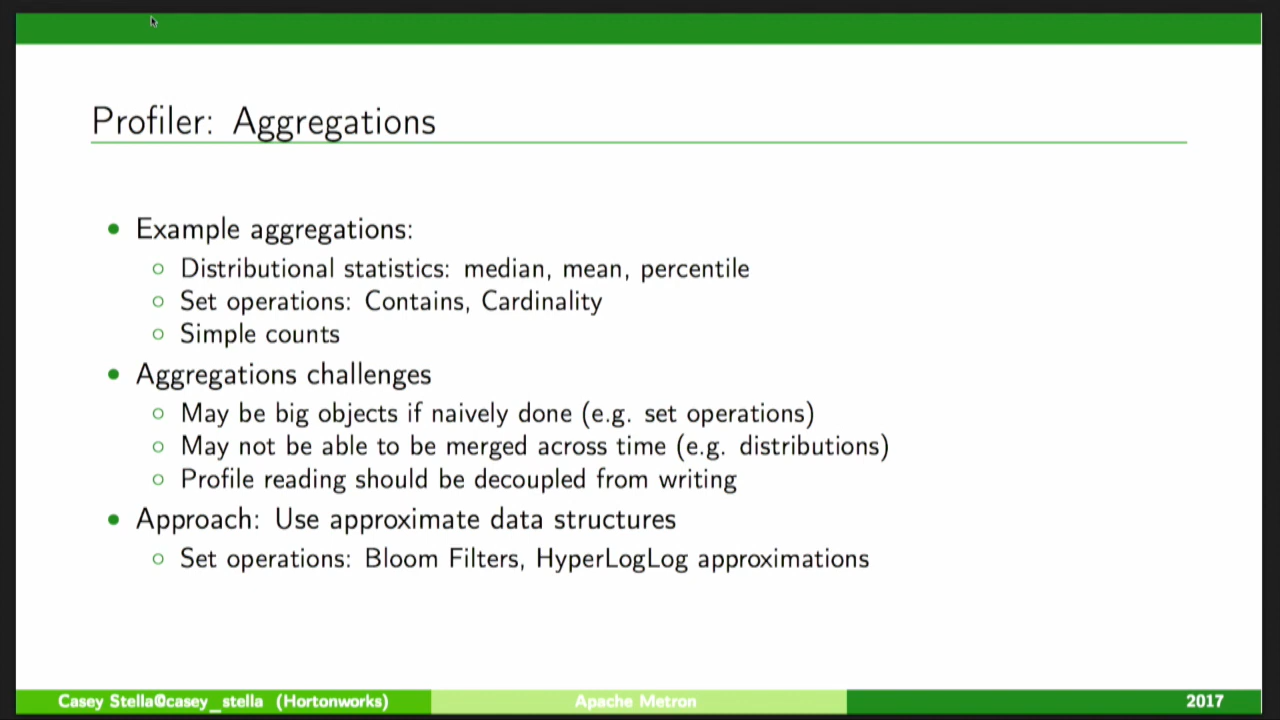 Profiler: Aggregations
Example aggregations:
Distributional statistics: median, mean, percentile
Set operations: Contains, Cardinality
Simple counts
Aggregations challenges
May be big objects if naively done (e.g. set operations)
May not be able to be merged across time (e.g. distributions)
Profile reading should be decoupled from writing
Approach: Use approximate data structures
Set operations: Bloom Filters, HyperLogLog approximations
Casey Stella@casey_stella (Hortonworks) Apache Metron 2017